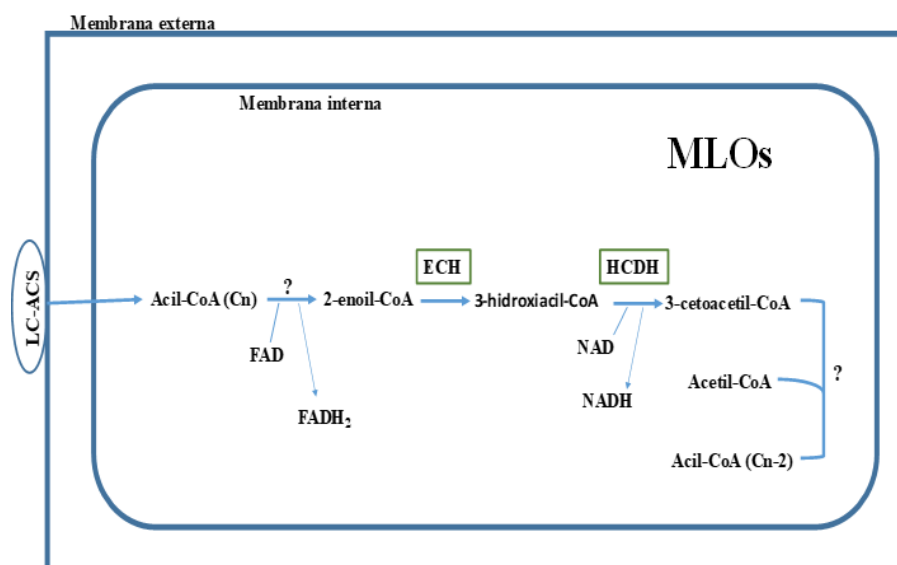 Membrana externa
Membrana interna
MLOs
LC-ACS
ECH
HCDH
Acil-CoA (Cn)
?
2-enoil-CoA
3-hidroxiacil-CoA
3-cetoacetil-CoA
FAD
NAD
FADH₂
NADH
Acetil-CoA
?
Acil-CoA (Cn-2)